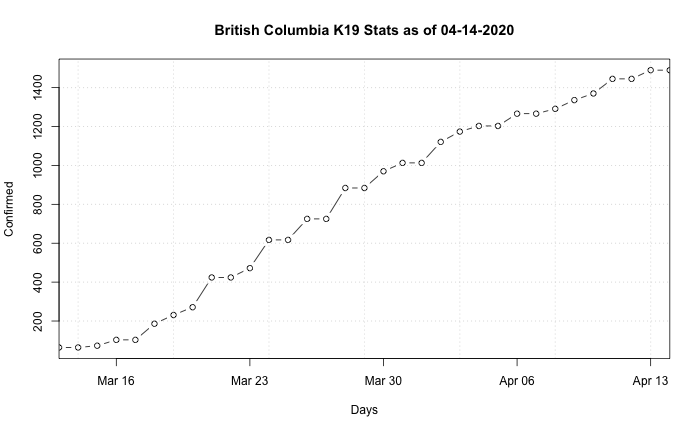 British Columbia K19 Stats as of 04-14-2020
Confirmed
1400
1200
1000
800
600
400
200
Mar 16 Mar 23 Mar 30 Apr 06 Apr 13
Days